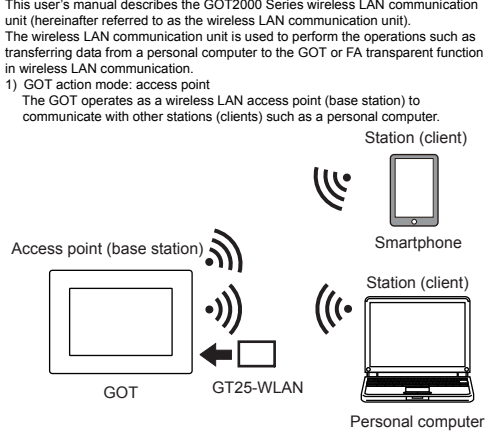 This user's manual describes the GOT2000 Series wireless LAN communication
unit (hereinafter referred to as the wireless LAN communication unit).
The wireless LAN communication unit is used to perform the operations such as
transferring data from a personal computer to the GOT or FA transparent function
in wireless LAN communication.
1) GOT action mode: access point
The GOT operates as a wireless LAN access point (base station) to
communicate with other stations (clients) such as a personal computer.
Station (client)
Smartphone
Access point (base station)
Station (client)
GOT
GT25-WLAN
Personal computer